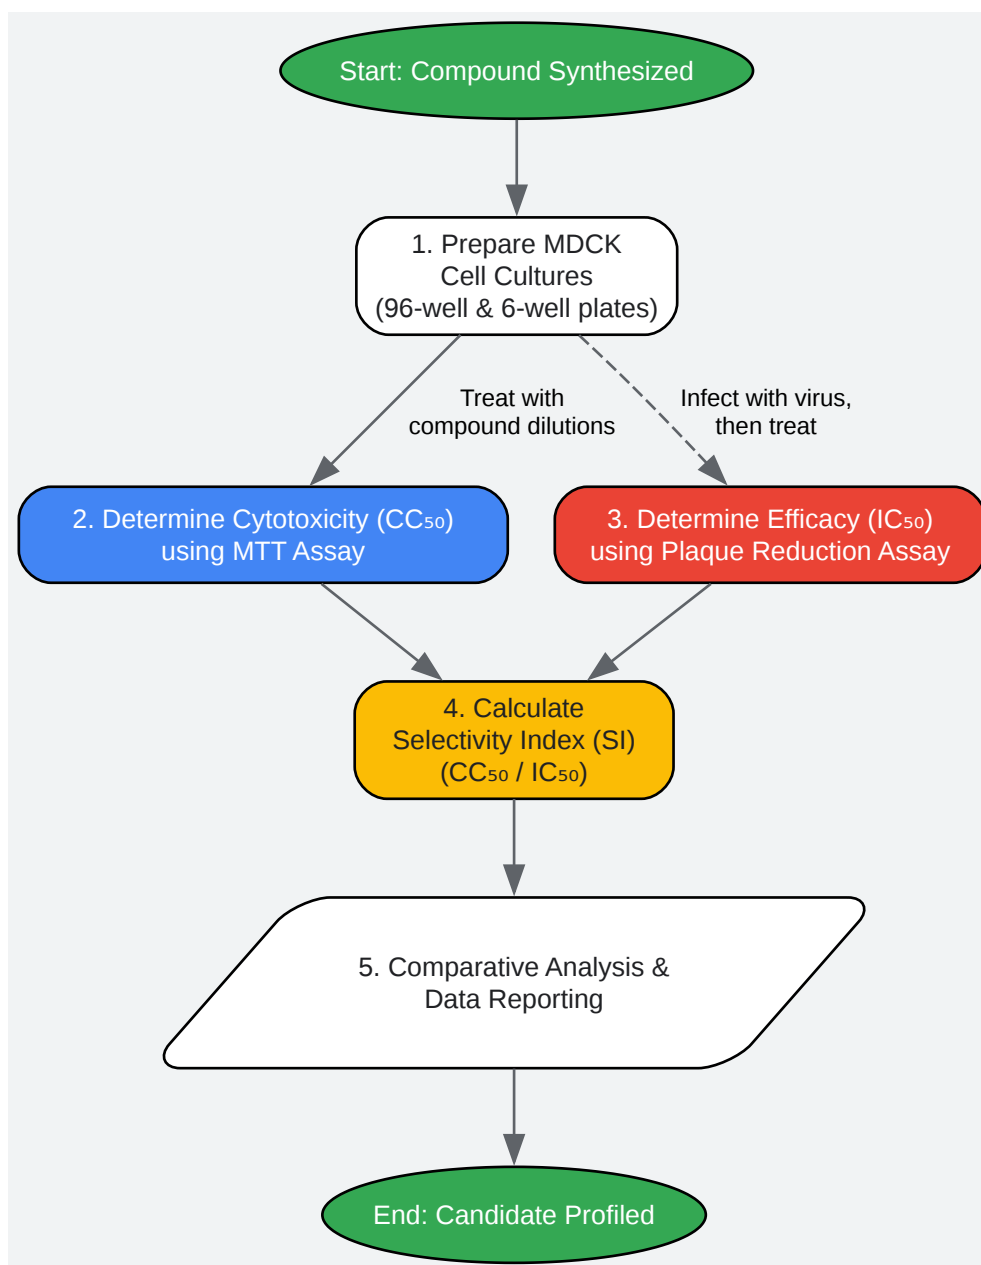 Start: Compound Synthesized
1. Prepare MDCK
Cell Cultures
(96-well & 6-well plates)
Treat with
compound dilutions
Infect with virus,
then treat
2. Determine Cytotoxicity (CC₅₀)
using MTT Assay
3. Determine Efficacy (IC₅₀)
using Plaque Reduction Assay
4. Calculate
Selectivity Index (SI)
(CC₅₀ / IC₅₀)
5. Comparative Analysis &
Data Reporting
End: Candidate Profiled